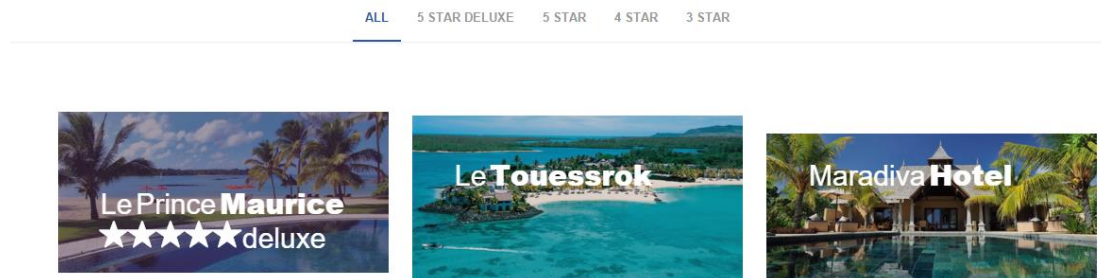 ALL 5 STAR DELUXE 5 STAR 4 STAR 3 STAR
Le Prince Maurice
★★★★★deluxe
Le Touessrok
Maradiva Hotel